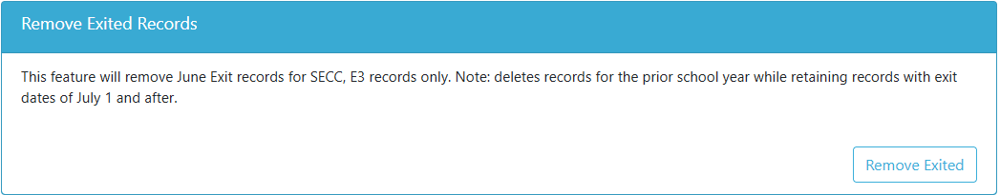 Remove Exited Records
This feature will remove June Exit records for SECC, E3 records only. Note: deletes records for the prior school year while retaining records with exit
dates of July 1 and after.
Remove Exited